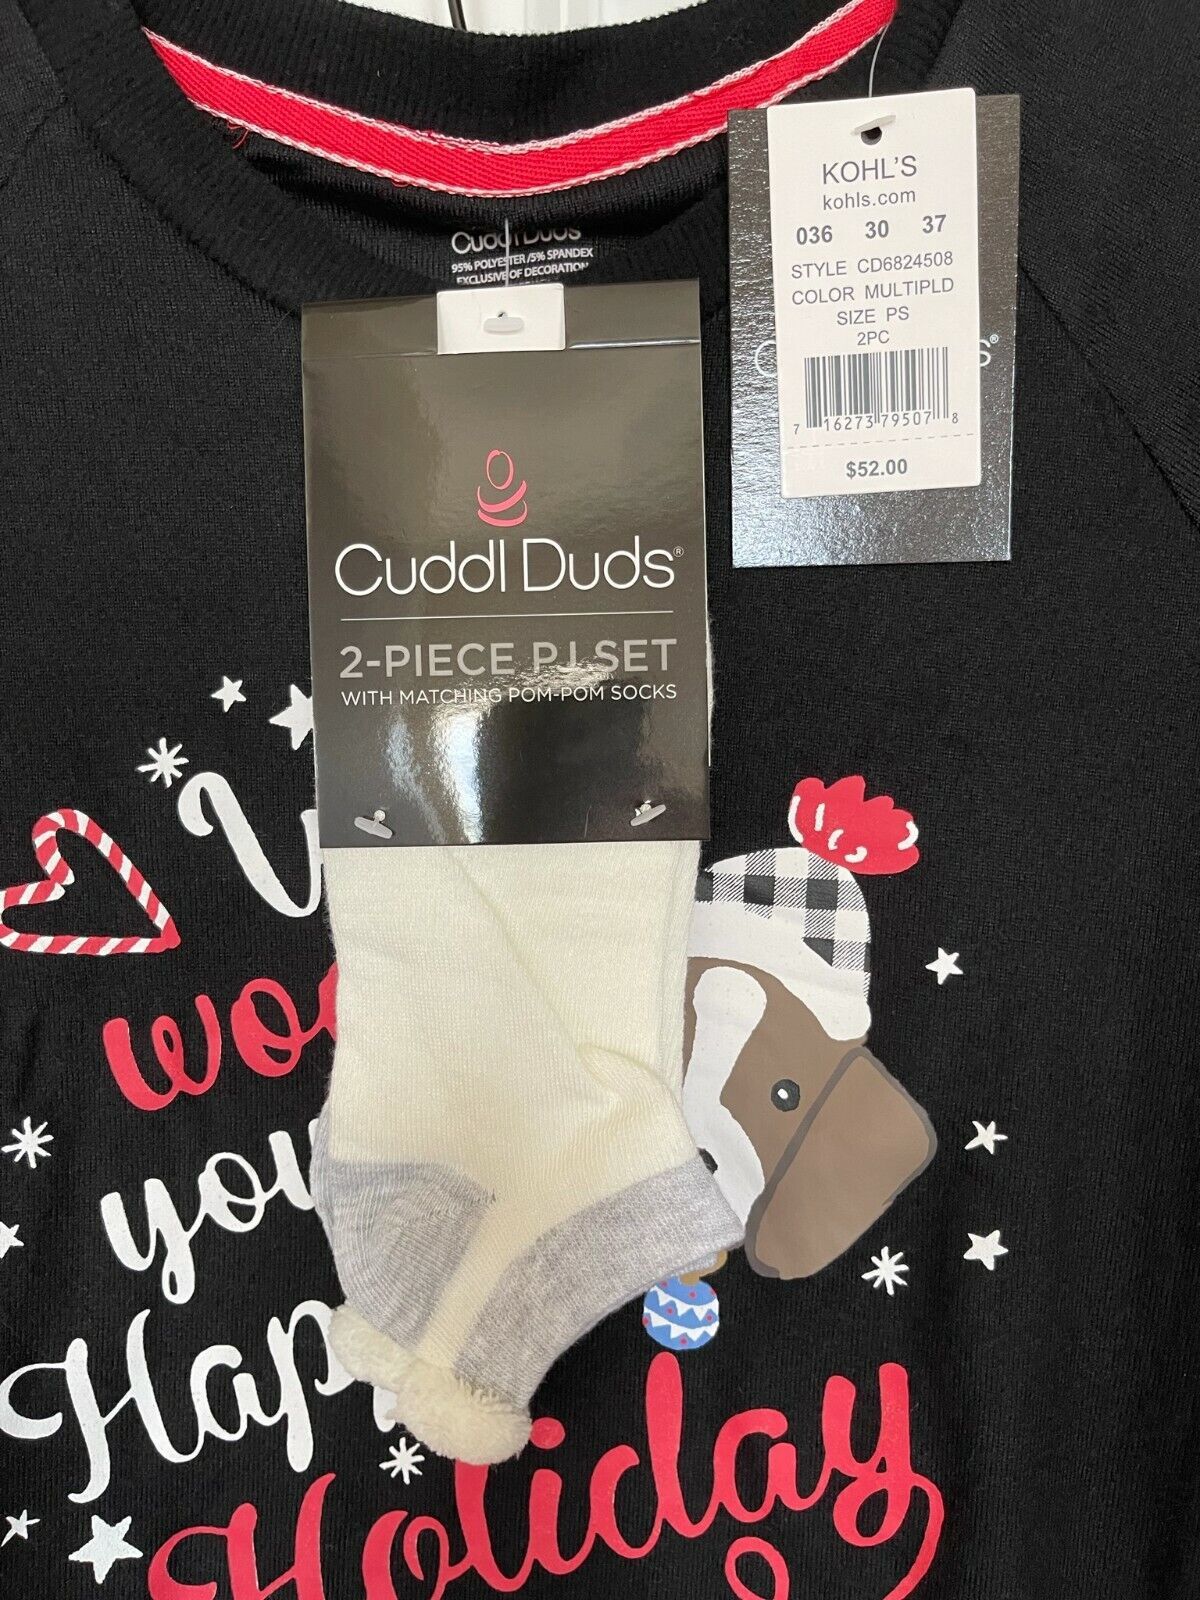 Cuddl Duds
95% POLYESTER/5% SPANDEX
EXCLUSIVE OF DECORATION
KOHL'S
kohls.com
036 30 37
STYLE CD6824508
COLOR MULTIPLD
SIZE PS
2PC
7 16273 79507 8
$52.00
Cuddl Duds®
2-PIECE PJ SET
WITH MATCHING POM-POM SOCKS
you
Holiday